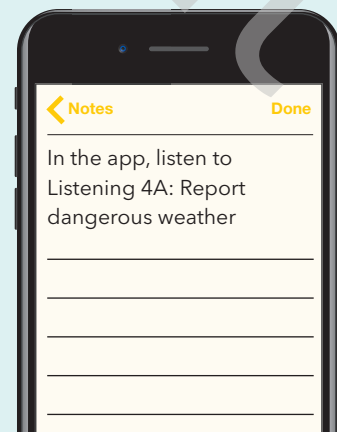 Notes Done
In the app, listen to
Listening 4A: Report
dangerous weather